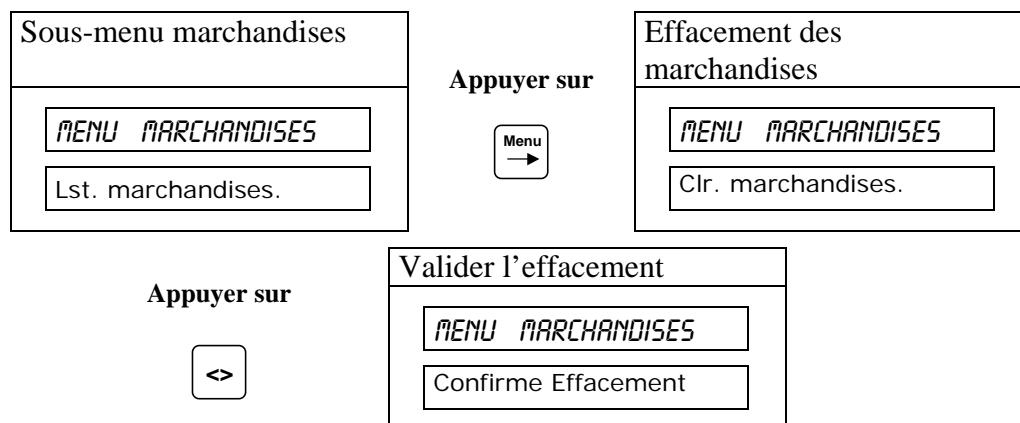 Sous-menu marchandises
MENU MARCHANDISES
Lst. marchandises.
Appuyer sur
Menu
Effacement des
marchandises
MENU MARCHANDISES
Clr. marchandises.
Appuyer sur
<>
Valider l’effacement
MENU MARCHANDISES
Confirme Effacement